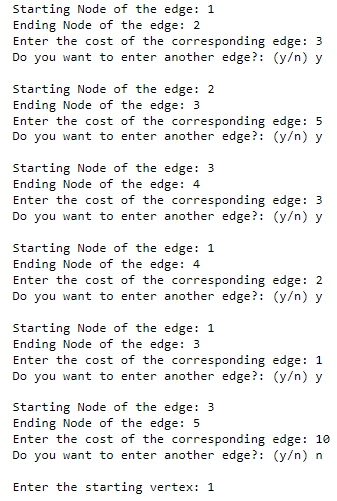 Starting Node of the edge: 1
Ending Node of the edge: 2
Enter the cost of the corresponding edge: 3
Do you want to enter another edge?: (y/n) y
Starting Node of the edge: 2
Ending Node of the edge: 3
Enter the cost of the corresponding edge: 5
Do you want to enter another edge?: (y/n) y
Starting Node of the edge: 3
Ending Node of the edge: 4
Enter the cost of the corresponding edge: 3
Do you want to enter another edge?: (y/n) y
Starting Node of the edge: 1
Ending Node of the edge: 4
Enter the cost of the corresponding edge: 2
Do you want to enter another edge?: (y/n) y
Starting Node of the edge: 1
Ending Node of the edge: 3
Enter the cost of the corresponding edge: 1
Do you want to enter another edge?: (y/n) y
Starting Node of the edge: 3
Ending Node of the edge: 5
Enter the cost of the corresponding edge: 10
Do you want to enter another edge?: (y/n) n
Enter the starting vertex: 1